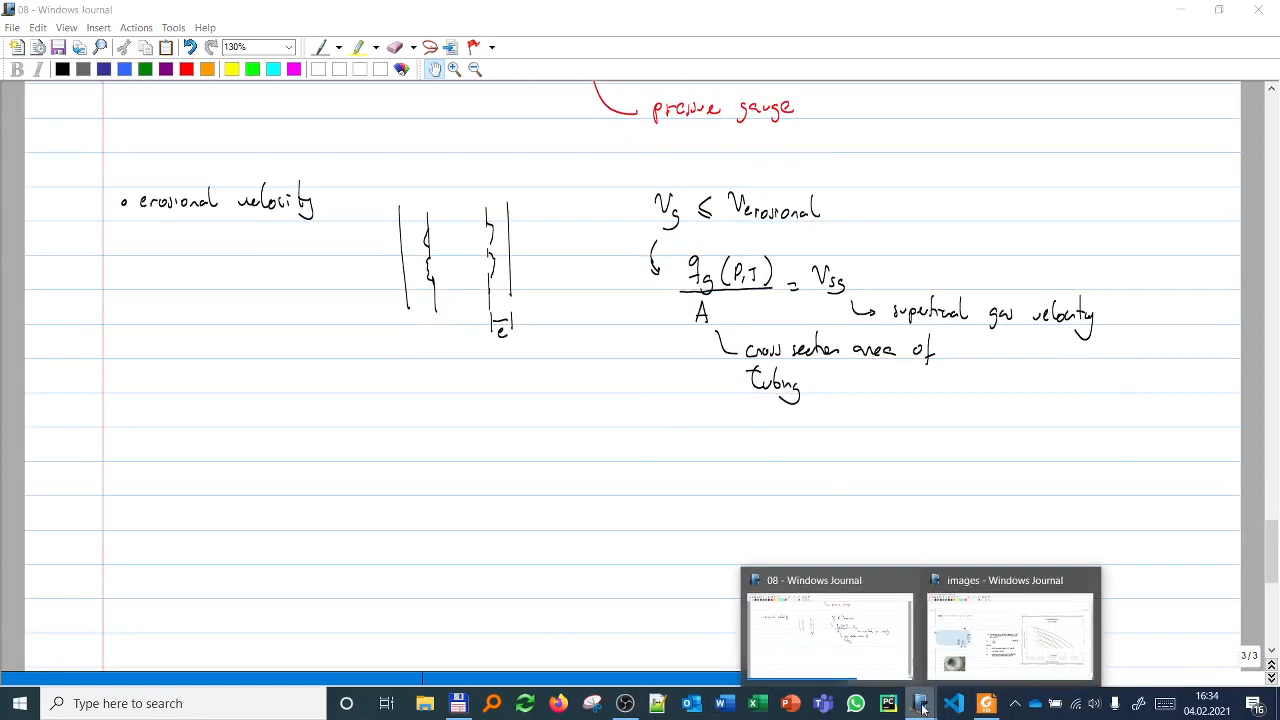 08 - Windows Journal
File Edit View Insert Actions Tools Help
130%
B I
pressure gauge
• erosional velocity
Vg ≤ Verosional
qg (P,T) = Vsg
A
superficial gas velocity
cross section area of
tubing
e
08 - Windows Journal
images - Windows Journal
3/3
Type here to search
16:34
04.02.2021
16